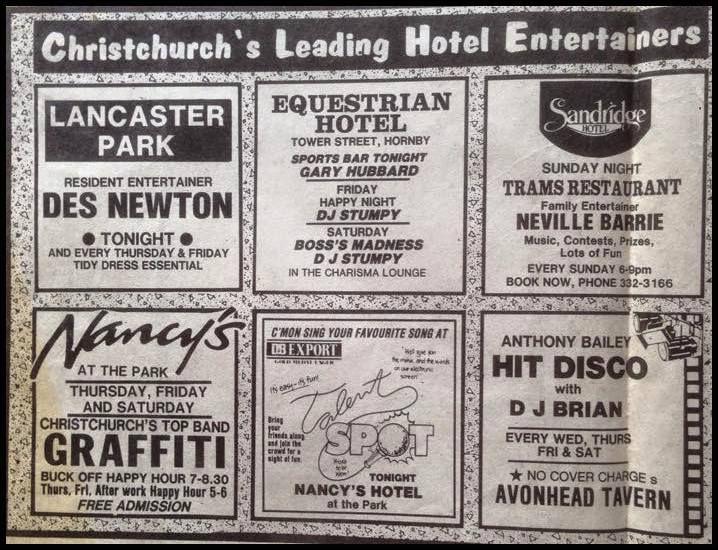 Christchurch's Leading Hotel Entertainers
LANCASTER
PARK
RESIDENT ENTERTAINER
DES NEWTON
● TONIGHT ●
AND EVERY THURSDAY & FRIDAY
TIDY DRESS ESSENTIAL
EQUESTRIAN
HOTEL
TOWER STREET, HORNBY
SPORTS BAR TONIGHT
GARY HUBBARD
FRIDAY
HAPPY NIGHT
DJ STUMPY
SATURDAY
BOSS'S MADNESS
D J STUMPY
IN THE CHARISMA LOUNGE
Sandridge
HOTEL
SUNDAY NIGHT
TRAMS RESTAURANT
Family Entertainer
NEVILLE BARRIE
Music, Contests, Prizes,
Lots of Fun
EVERY SUNDAY 6-9pm
BOOK NOW, PHONE 332-3166
Nancy's
AT THE PARK
THURSDAY, FRIDAY
AND SATURDAY
CHRISTCHURCH'S TOP BAND
GRAFFITI
BUCK OFF HAPPY HOUR 7-8.30
Thurs, Fri, After work Happy Hour 5-6
FREE ADMISSION
C'MON SING YOUR FAVOURITE SONG AT
DB EXPORT
"We'll give you
the music and the words
on our electronic
screen"
It's easy - it's fun!
Talent
SPOT
Bring
your
friends along
and join the
crowd for a
night of fun.
TONIGHT
NANCY'S HOTEL
at the Park
ANTHONY BAILEY
HIT DISCO
with
D J BRIAN
EVERY WED, THURS
FRI & SAT
★ NO COVER CHARGE s
AVONHEAD TAVERN